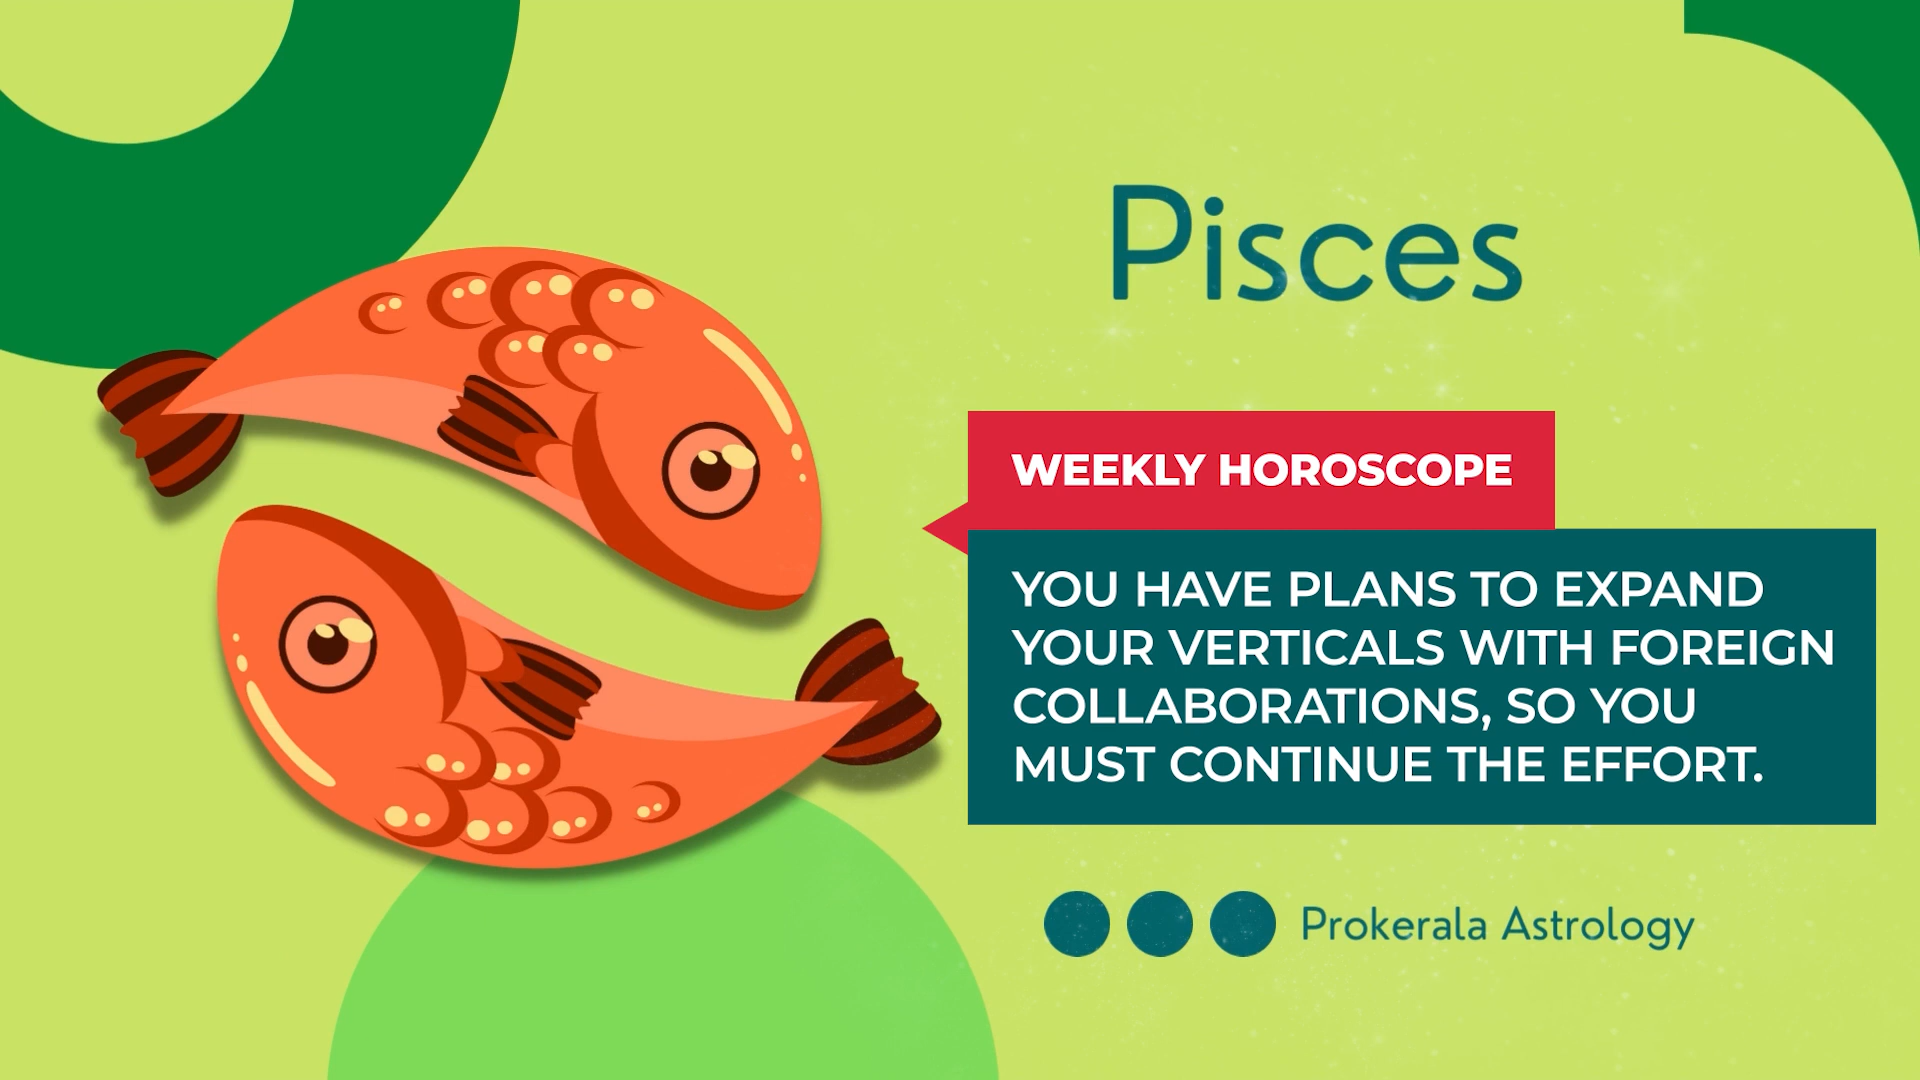 Pisces
WEEKLY HOROSCOPE
YOU HAVE PLANS TO EXPAND
YOUR VERTICALS WITH FOREIGN
COLLABORATIONS, SO YOU
MUST CONTINUE THE EFFORT.
Prokerala Astrology